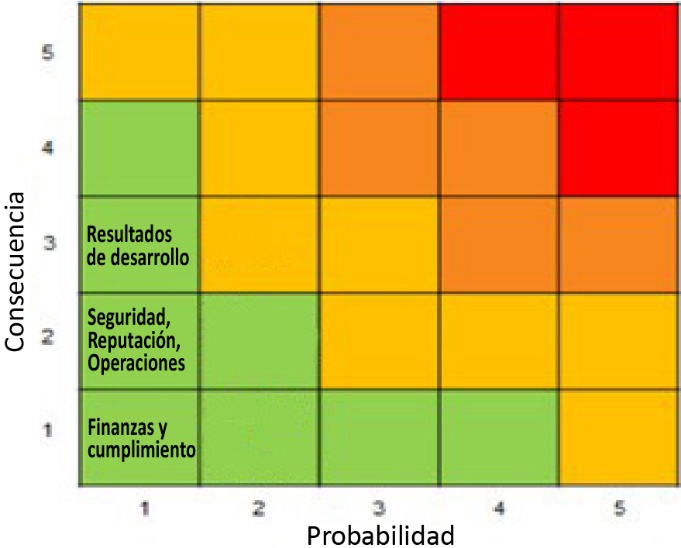 Consecuencia
5
4
3
2
1
Resultados
de desarrollo
Seguridad,
Reputación,
Operaciones
Finanzas y
cumplimiento
1 2 3 4 5
Probabilidad